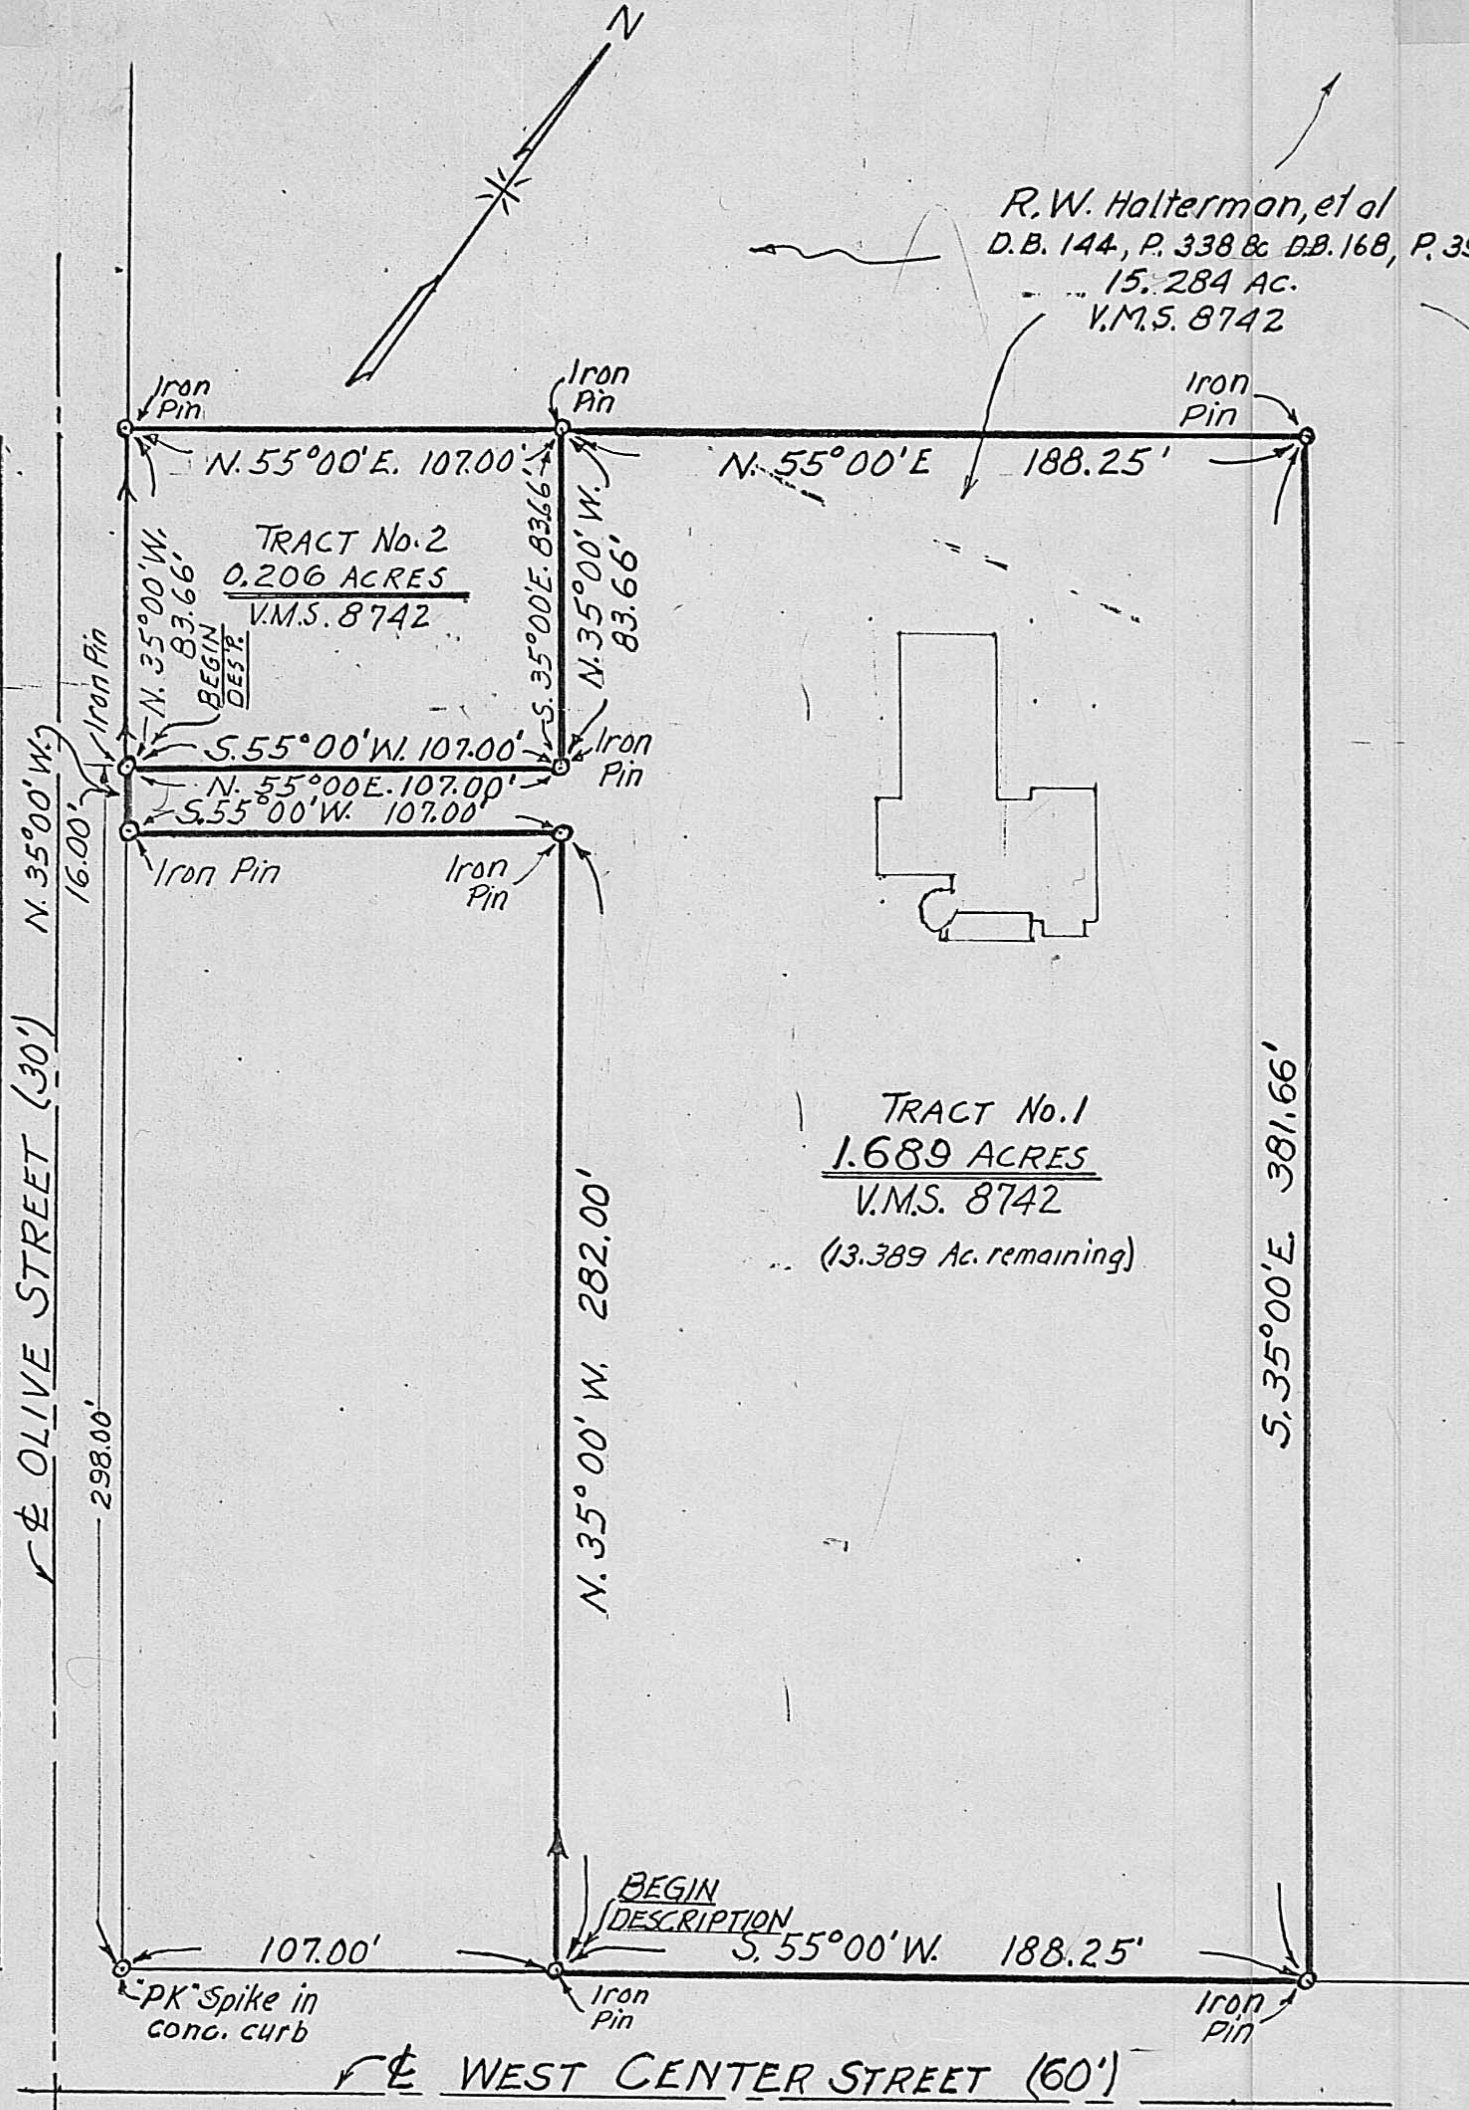 N
R.W. Halterman, et al
D.B. 144, P. 338 & D.B. 168, P.
15.284 Ac.
V.M.S. 8742
Iron
Pin
Iron
Pin
Iron
Pin
N. 55°00'E. 107.00'
N. 55°00'E 188.25'
TRACT No. 2
0.206 ACRES
V.M.S. 8742
N. 35°00'W.
83.66'
BEGIN
DES'P.
S. 35°00'E. 83.66'
N. 35°00'W.
83.66'
Iron Pin
S. 55°00'W. 107.00'
Iron
Pin
N. 55°00E. 107.00'
S. 55°00'W. 107.00'
N. 35°00'W.
16.00'
Iron Pin
Iron
Pin
TRACT No. 1
1.689 ACRES
V.M.S. 8742
(13.389 Ac. remaining)
S. 35°00'E. 381.66'
N. 35°00'W. 282.00'
298.00'
℄ OLIVE STREET (30')
BEGIN
DESCRIPTION
107.00'
S. 55°00'W. 188.25'
"PK" Spike in
conc. curb
Iron
Pin
Iron
Pin
℄ WEST CENTER STREET (60')